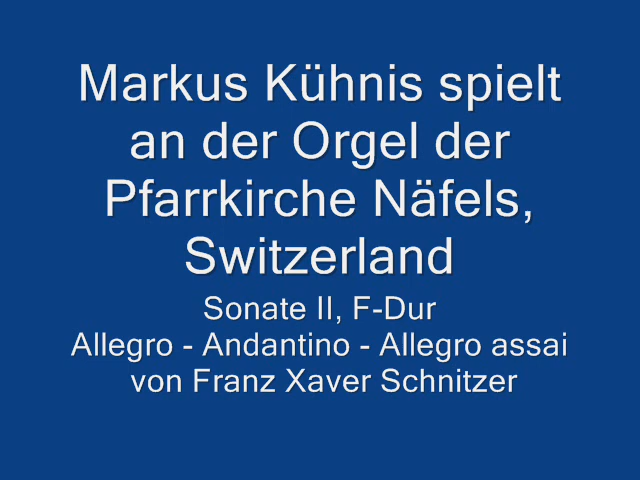 Markus Kühnis spielt
an der Orgel der
Pfarrkirche Näfels,
Switzerland
Sonate II, F-Dur
Allegro - Andantino - Allegro assai
von Franz Xaver Schnitzer